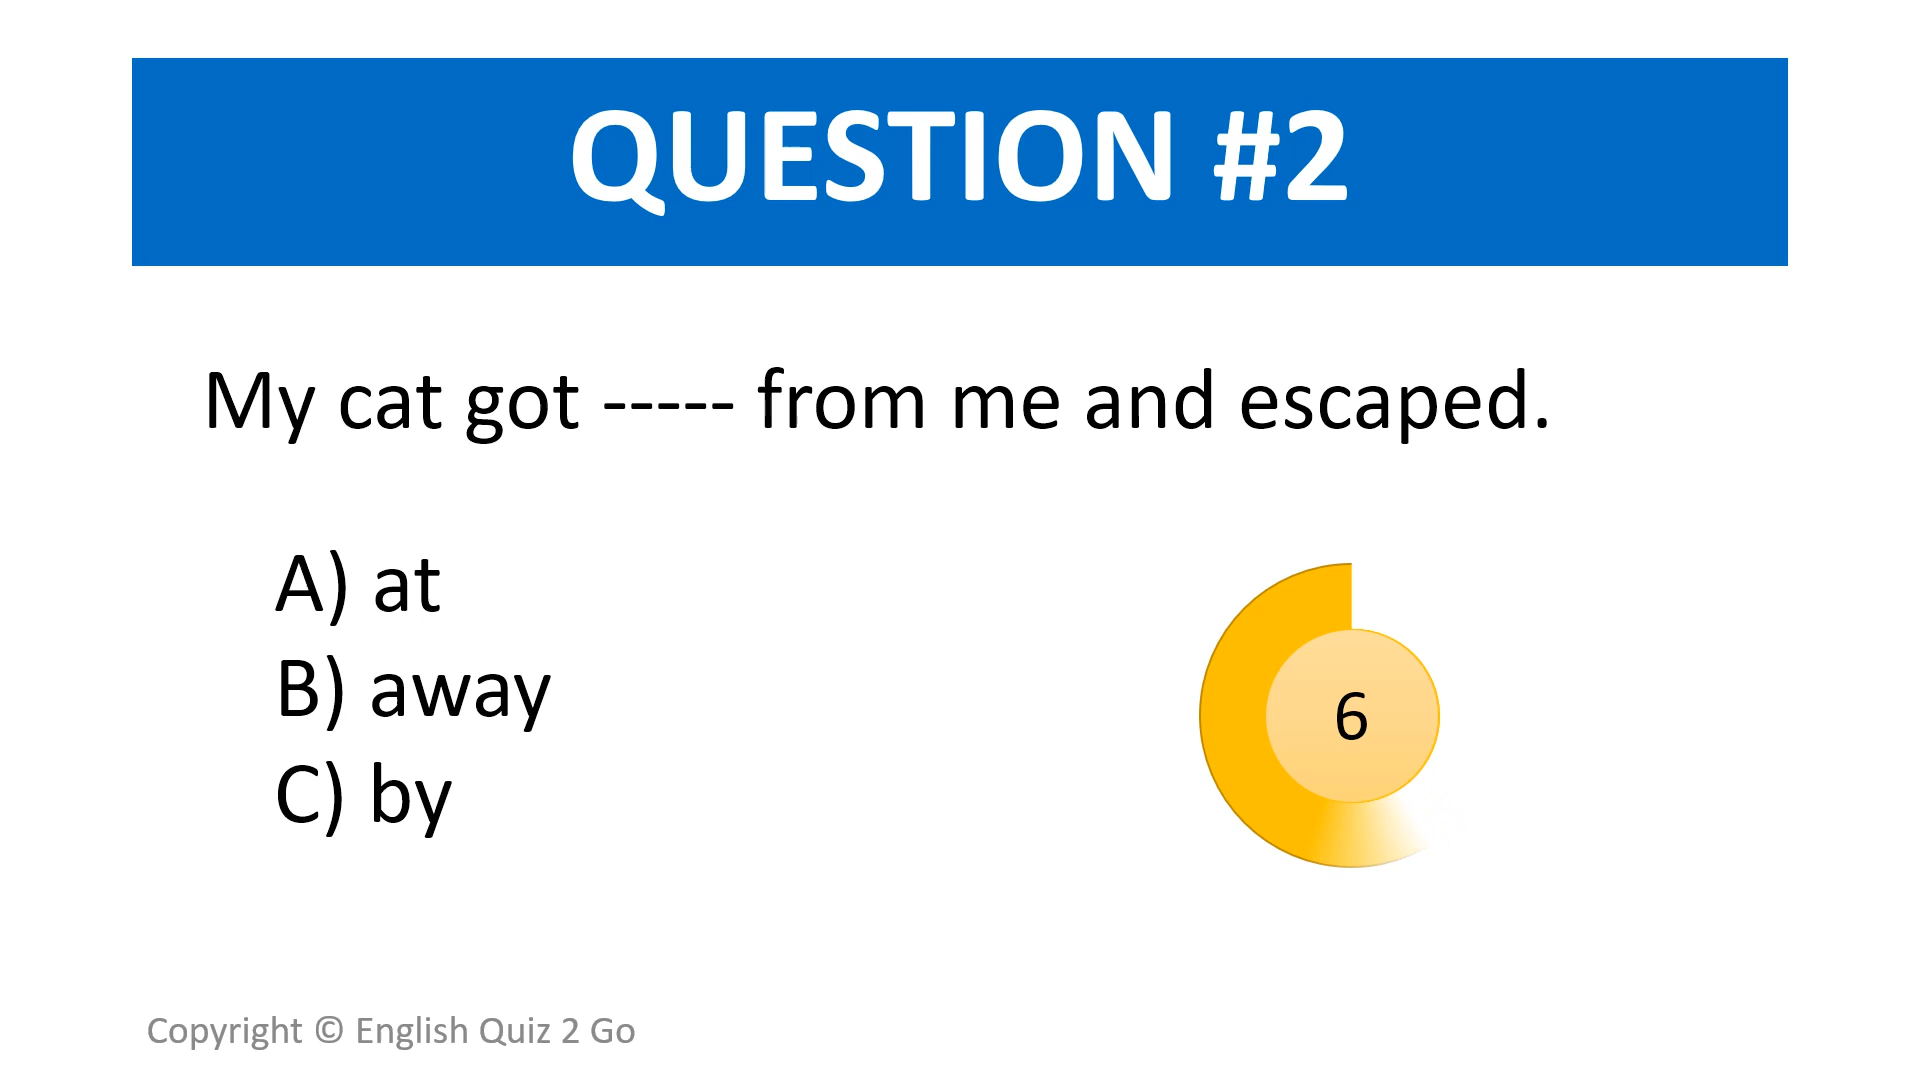 QUESTION #2
My cat got ----- from me and escaped.
A) at
B) away
C) by
6
Copyright © English Quiz 2 Go